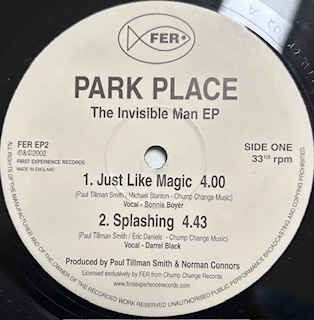 FER
PARK PLACE
The Invisible Man EP
FER EP2
℗&©2002
FIRST EXPERIENCE RECORDS
MADE IN ENGLAND
SIDE ONE
33⅓ rpm
1. Just Like Magic 4.00
(Paul Tillman Smith / Michael Stanton - Chump Change Music)
Vocal - Bonnie Boyer
2. Splashing 4.43
(Paul Tillman Smith / Eric Daniels - Chump Change Music)
Vocal - Darrel Black
Produced by Paul Tillman Smith & Norman Connors
Licensed exclusively by FER from Chump Change Records
www.firstexperiencerecords.com
ALL RIGHTS OF THE MANUFACTURER AND OF THE OWNER OF THE RECORDED WORK RESERVED UNAUTHORISED PUBLIC PERFORMANCE BROADCASTING AND COPYING OF THIS RECORD PROHIBITED